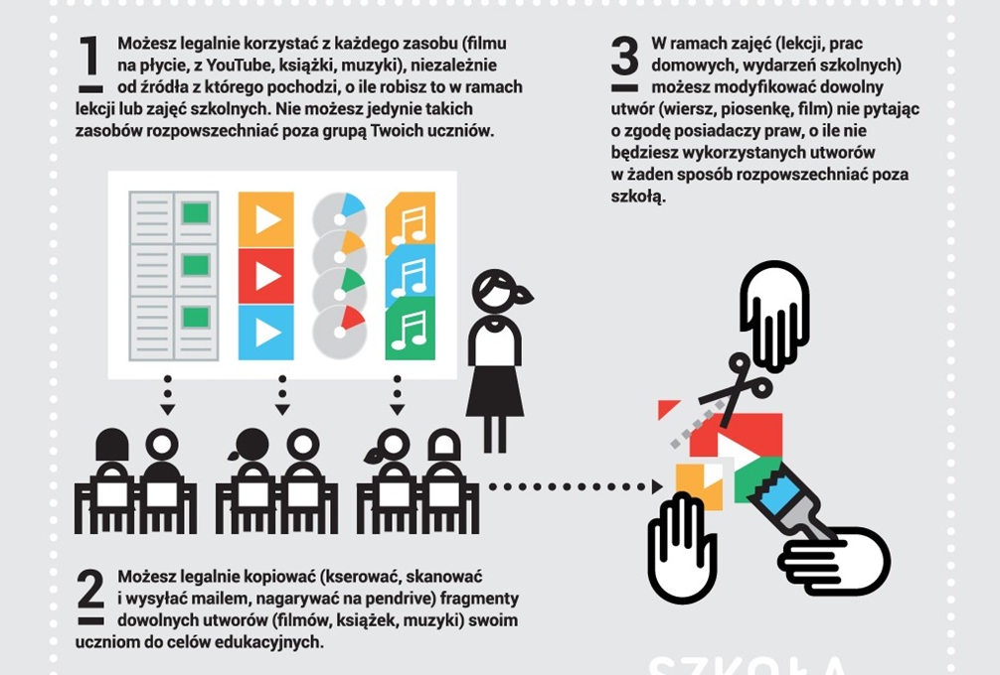 1 Możesz legalnie korzystać z każdego zasobu (filmu
na płycie, z YouTube, książki, muzyki), niezależnie
od źródła z którego pochodzi, o ile robisz to w ramach
lekcji lub zajęć szkolnych. Nie możesz jedynie takich
zasobów rozpowszechniać poza grupą Twoich uczniów.
3 W ramach zajęć (lekcji, prac
domowych, wydarzeń szkolnych)
możesz modyfikować dowolny
utwór (wiersz, piosenkę, film) nie pytając
o zgodę posiadaczy praw, o ile nie
będziesz wykorzystanych utworów
w żaden sposób rozpowszechniać poza
szkołą.
2 Możesz legalnie kopiować (kserować, skanować
i wysyłać mailem, nagarywać na pendrive) fragmenty
dowolnych utworów (filmów, książek, muzyki) swoim
uczniom do celów edukacyjnych.
SZKOŁA